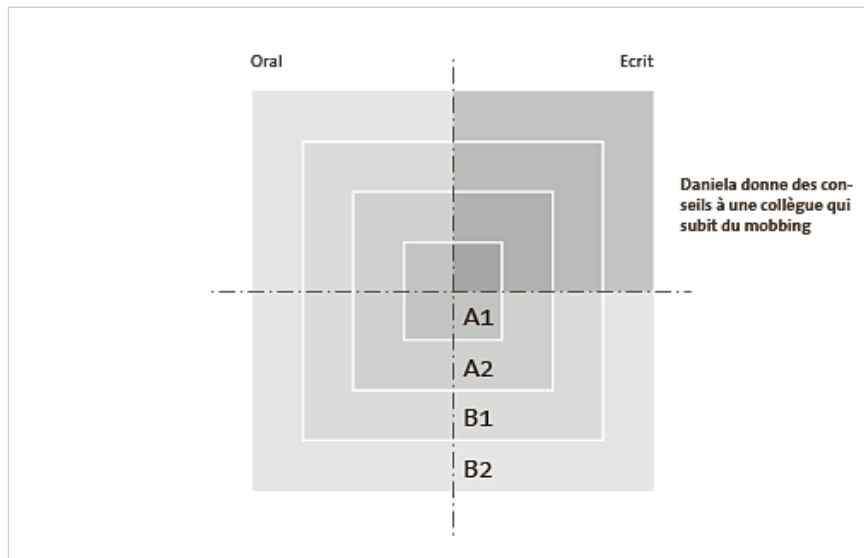 Oral
Ecrit
Daniela donne des con-
seils à une collègue qui
subit du mobbing
A1
A2
B1
B2